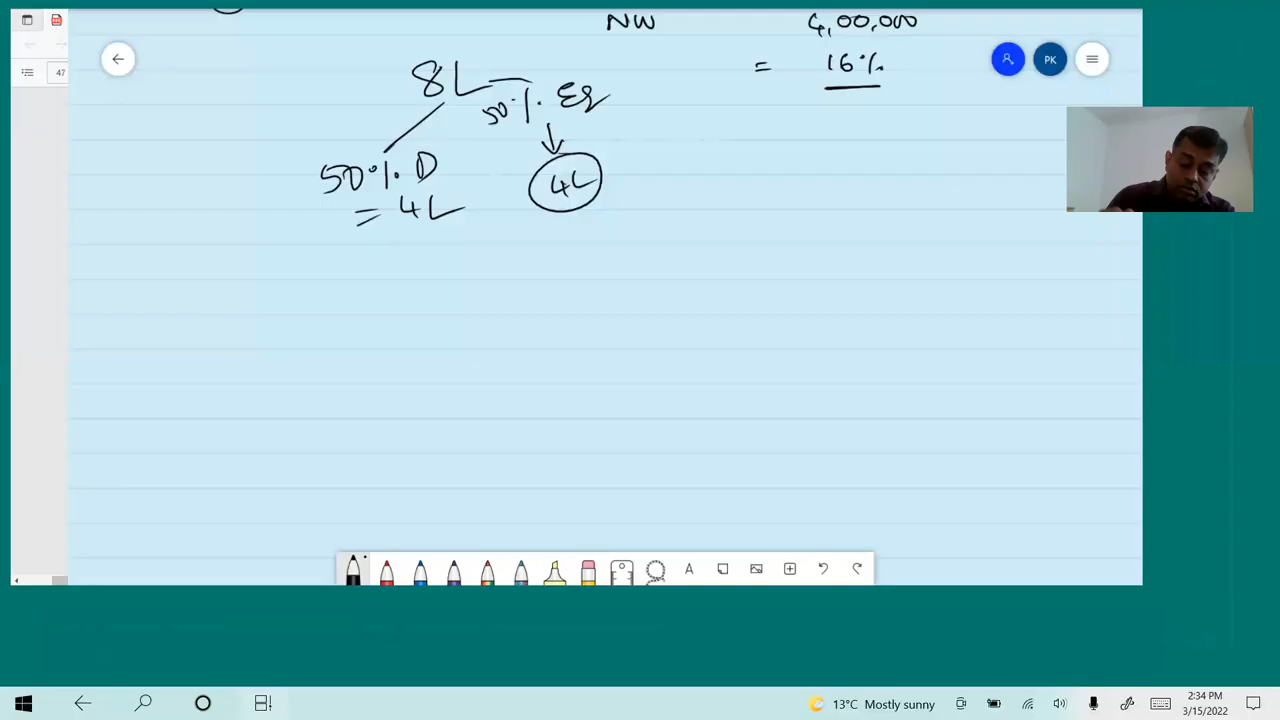 NW 4,00,000
= 16%
8L
50% Eq
50% D
4L
= 4L
PK
47
A
13°C Mostly sunny
2:34 PM
3/15/2022